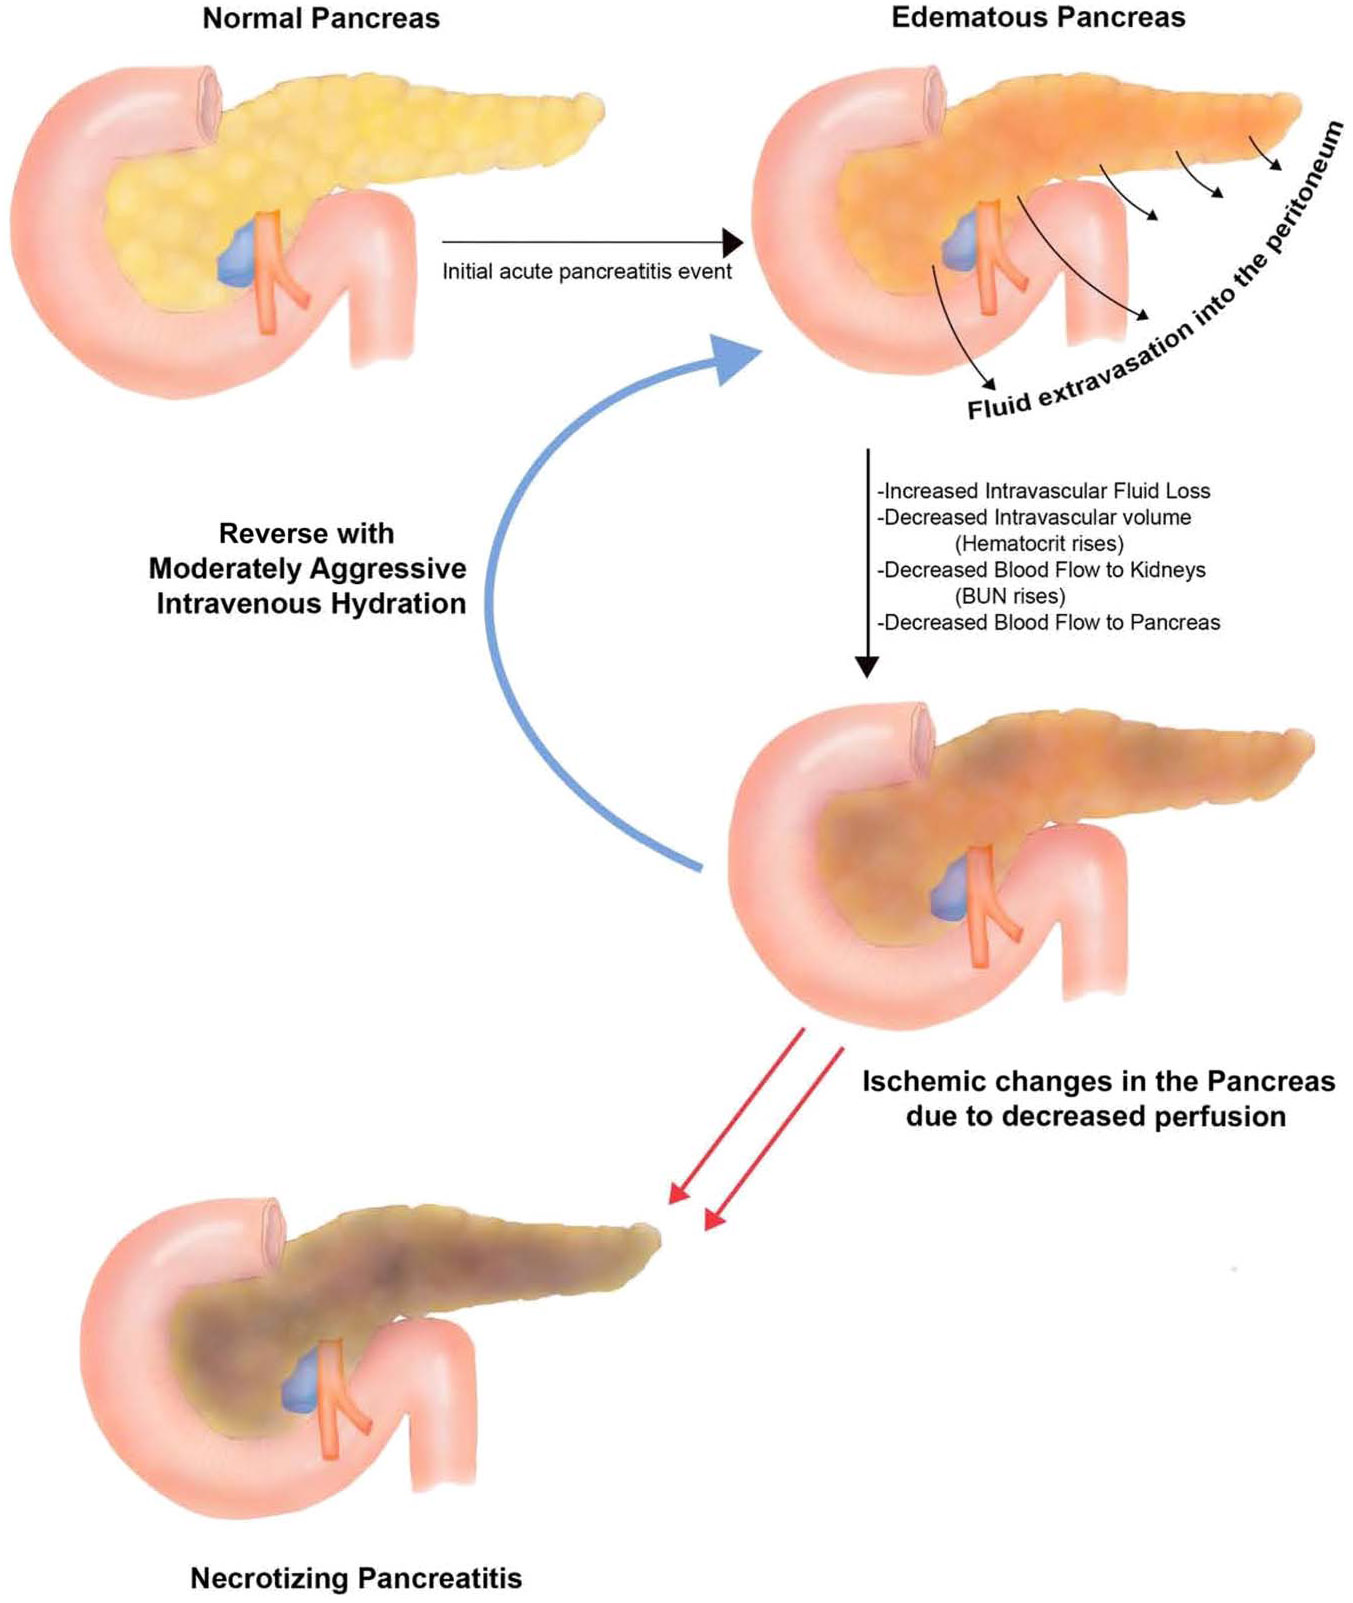 Normal Pancreas
Edematous Pancreas
Initial acute pancreatitis event
Fluid extravasation into the peritoneum
-Increased Intravascular Fluid Loss
-Decreased Intravascular volume
(Hematocrit rises)
-Decreased Blood Flow to Kidneys
(BUN rises)
-Decreased Blood Flow to Pancreas
Reverse with
Moderately Aggressive
Intravenous Hydration
Ischemic changes in the Pancreas
due to decreased perfusion
Necrotizing Pancreatitis